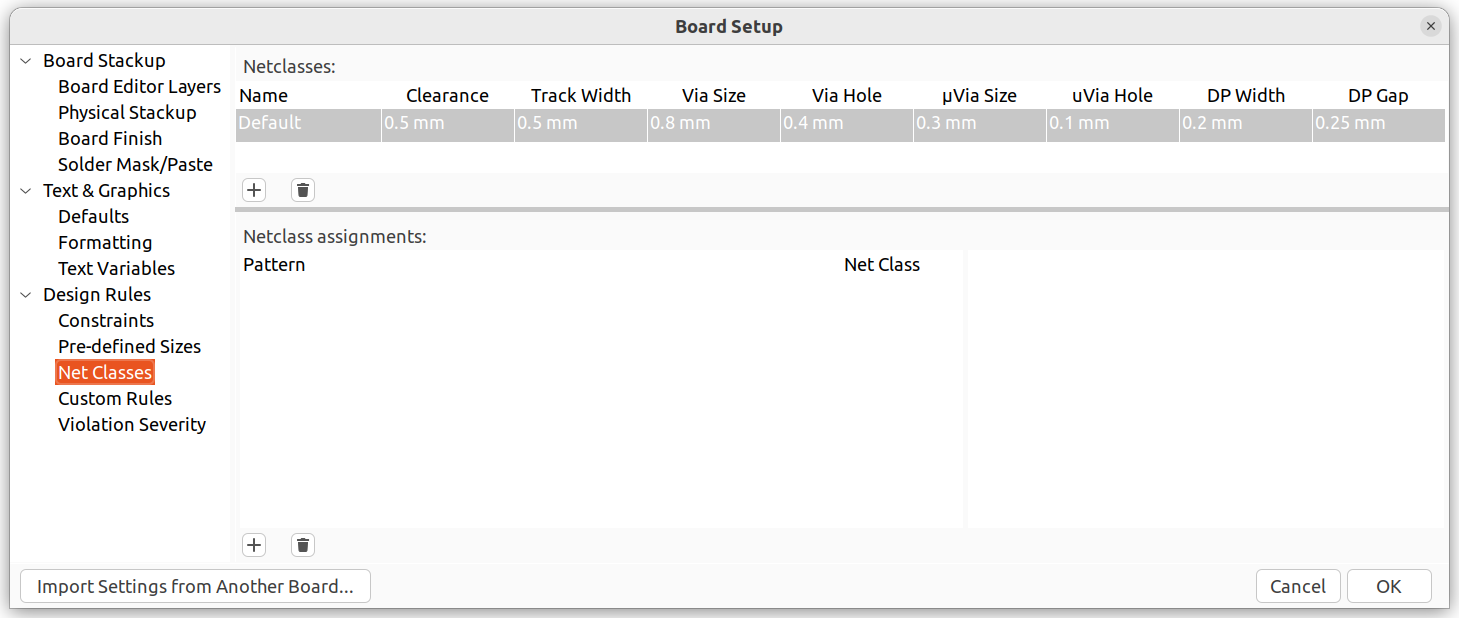 Board Setup
Board Stackup
Board Editor Layers
Physical Stackup
Board Finish
Solder Mask/Paste
Text & Graphics
Defaults
Formatting
Text Variables
Design Rules
Constraints
Pre-defined Sizes
Net Classes
Custom Rules
Violation Severity
Netclasses:
Name Clearance Track Width Via Size Via Hole µVia Size uVia Hole DP Width DP Gap
Default 0.5 mm 0.5 mm 0.8 mm 0.4 mm 0.3 mm 0.1 mm 0.2 mm 0.25 mm
Netclass assignments:
Pattern Net Class
Import Settings from Another Board... Cancel OK